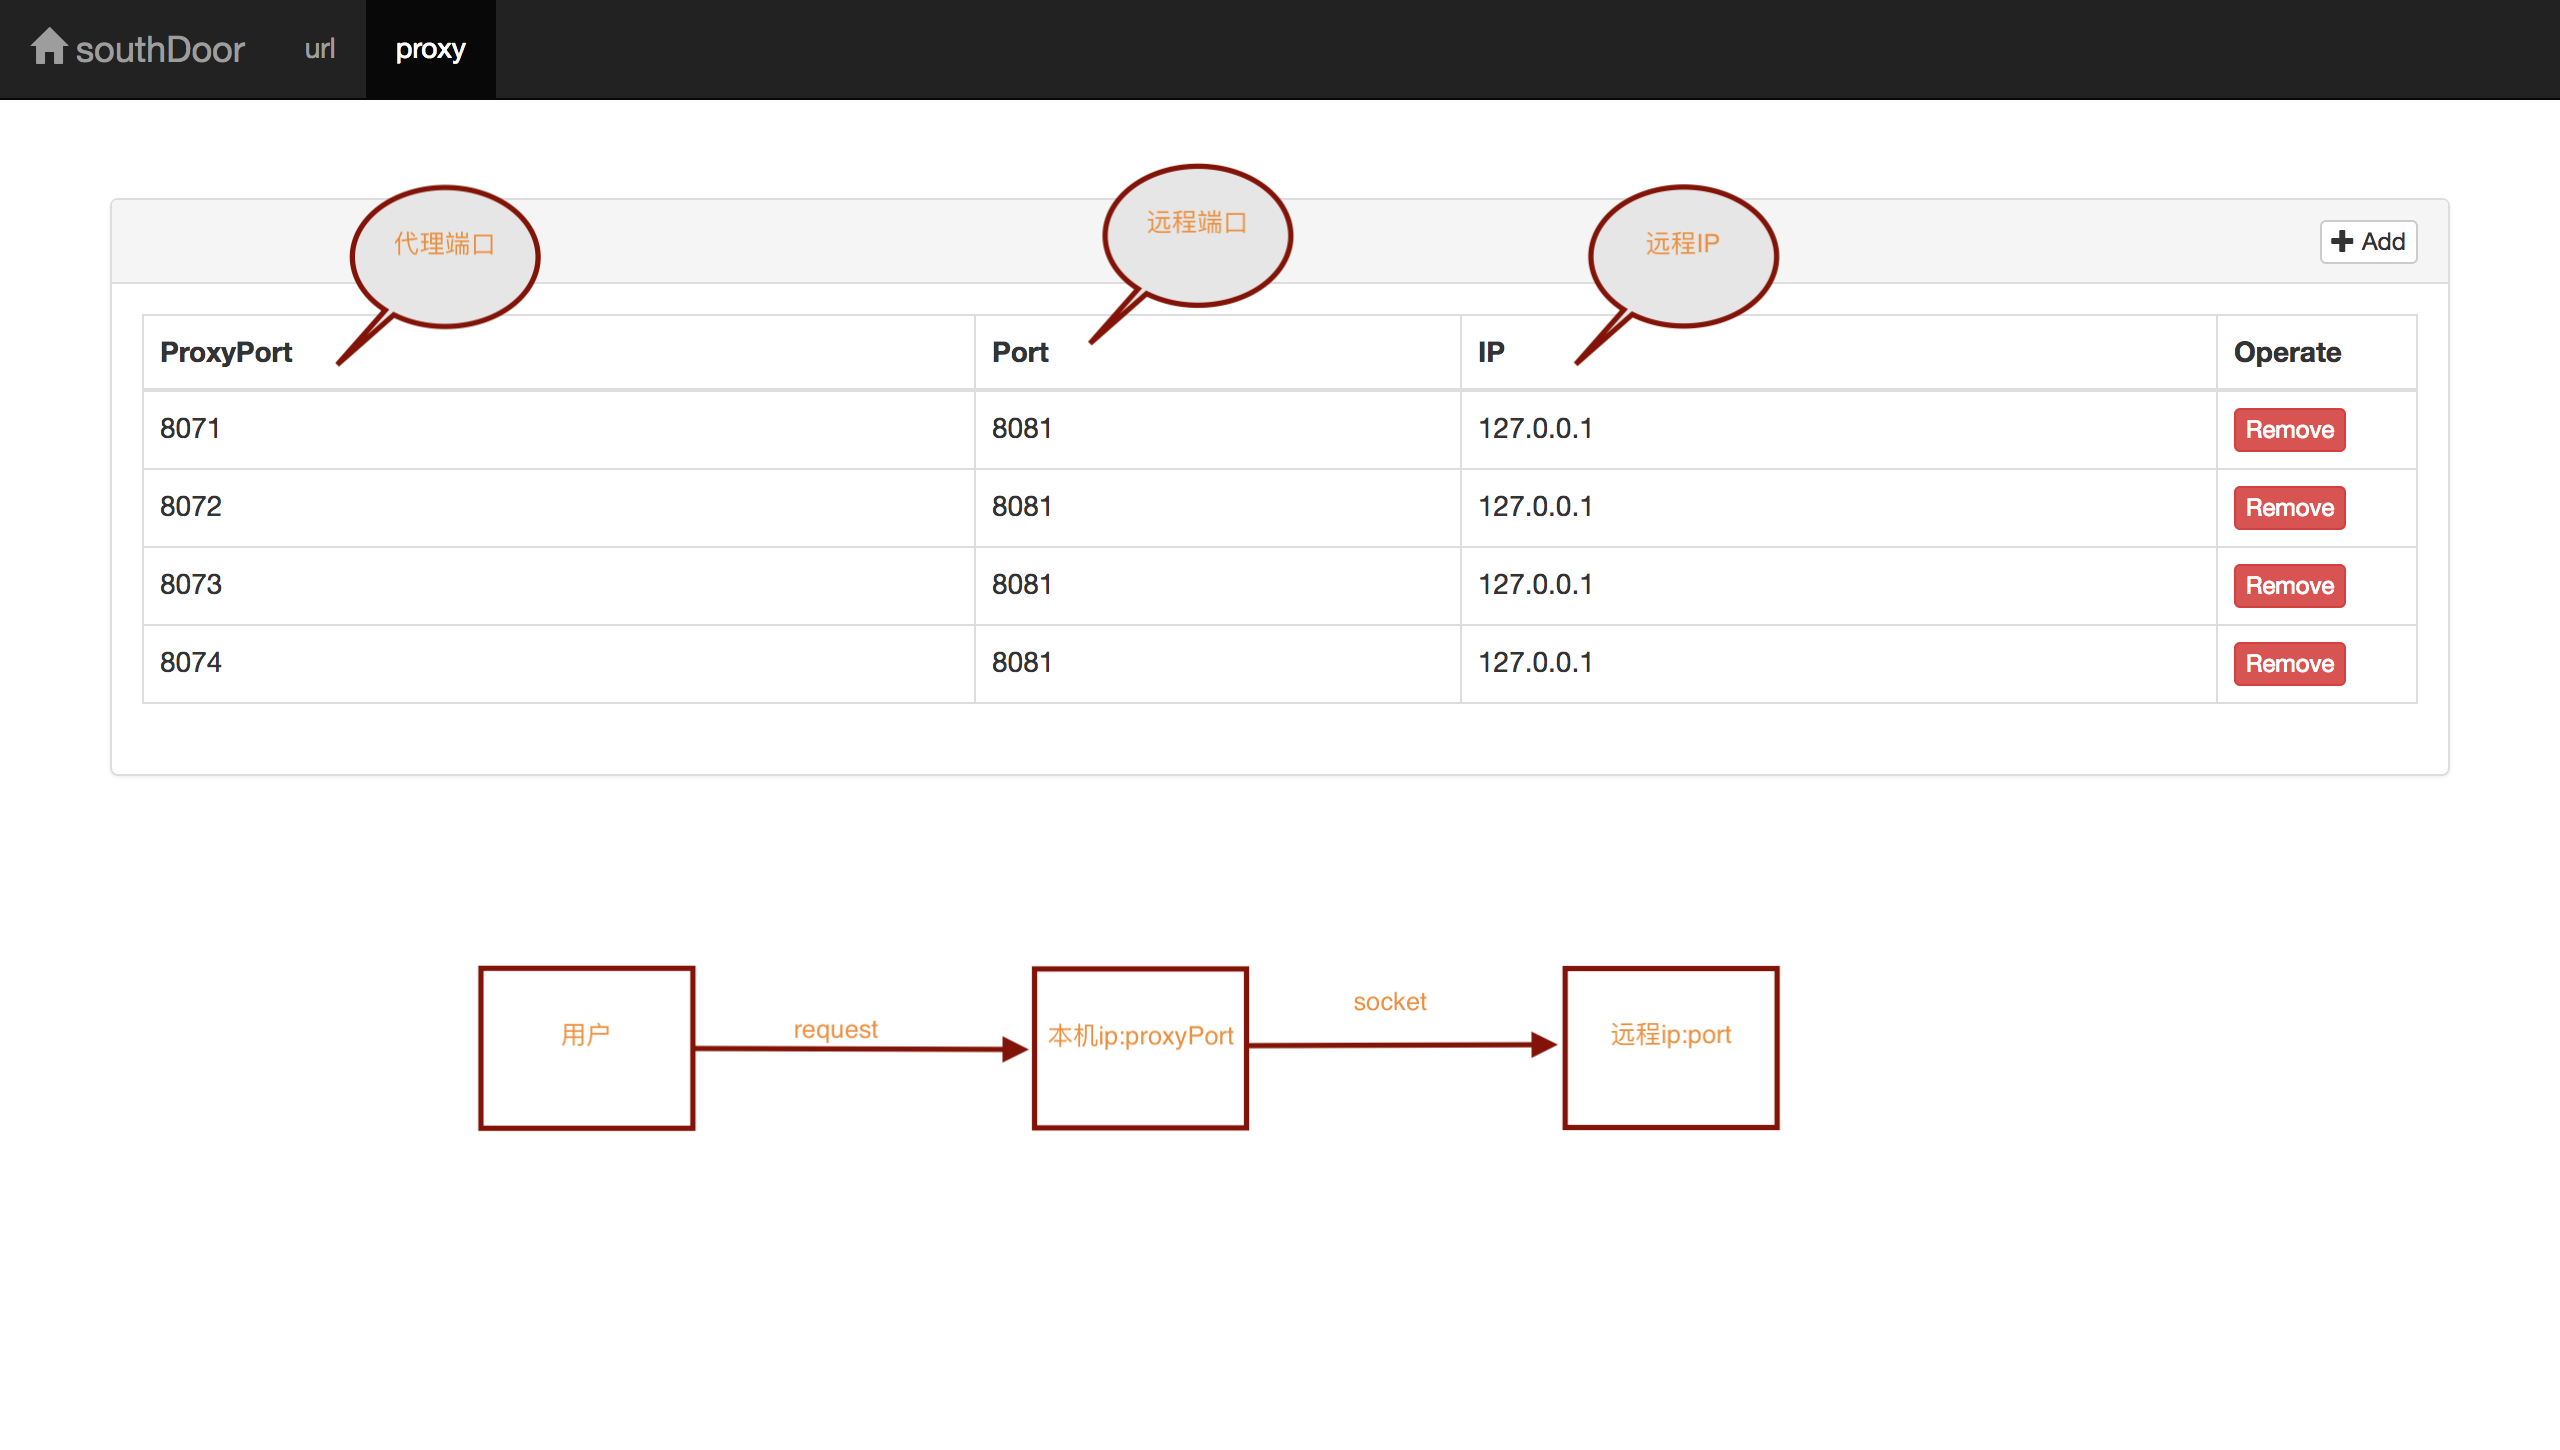 southDoor url proxy
代理端口 远程端口 远程IP Add
ProxyPort Port IP Operate
8071 8081 127.0.0.1 Remove
8072 8081 127.0.0.1 Remove
8073 8081 127.0.0.1 Remove
8074 8081 127.0.0.1 Remove
用户 request 本机ip:proxyPort socket 远程ip:port